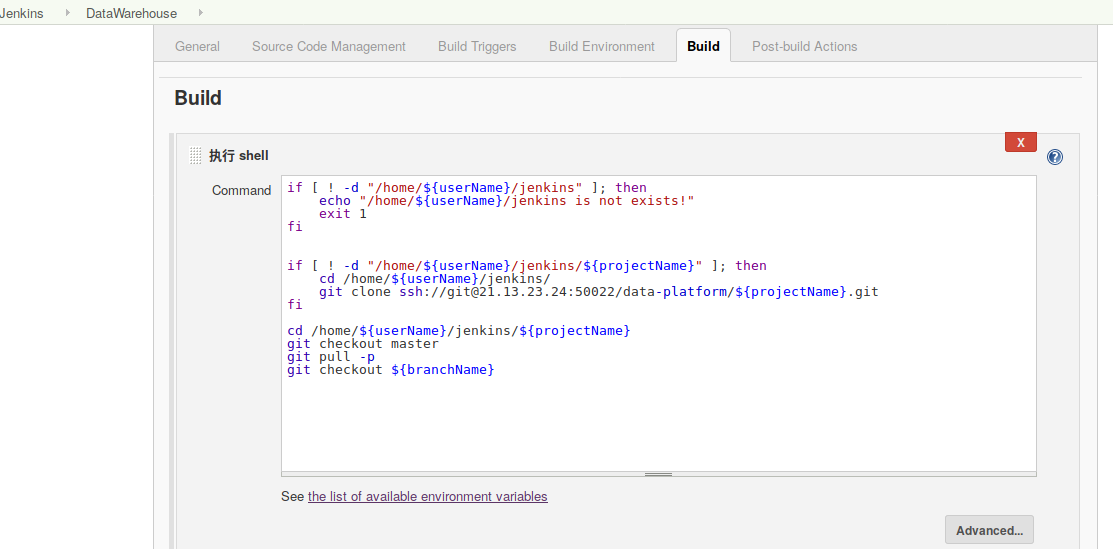 Jenkins DataWarehouse
General Source Code Management Build Triggers Build Environment Build Post-build Actions
Build
执行 shell
X
?
Command
if [ ! -d "/home/${userName}/jenkins" ]; then
    echo "/home/${userName}/jenkins is not exists!"
    exit 1
fi
if [ ! -d "/home/${userName}/jenkins/${projectName}" ]; then
    cd /home/${userName}/jenkins/
    git clone ssh://git@21.13.23.24:50022/data-platform/${projectName}.git
fi
cd /home/${userName}/jenkins/${projectName}
git checkout master
git pull -p
git checkout ${branchName}
See the list of available environment variables
Advanced...